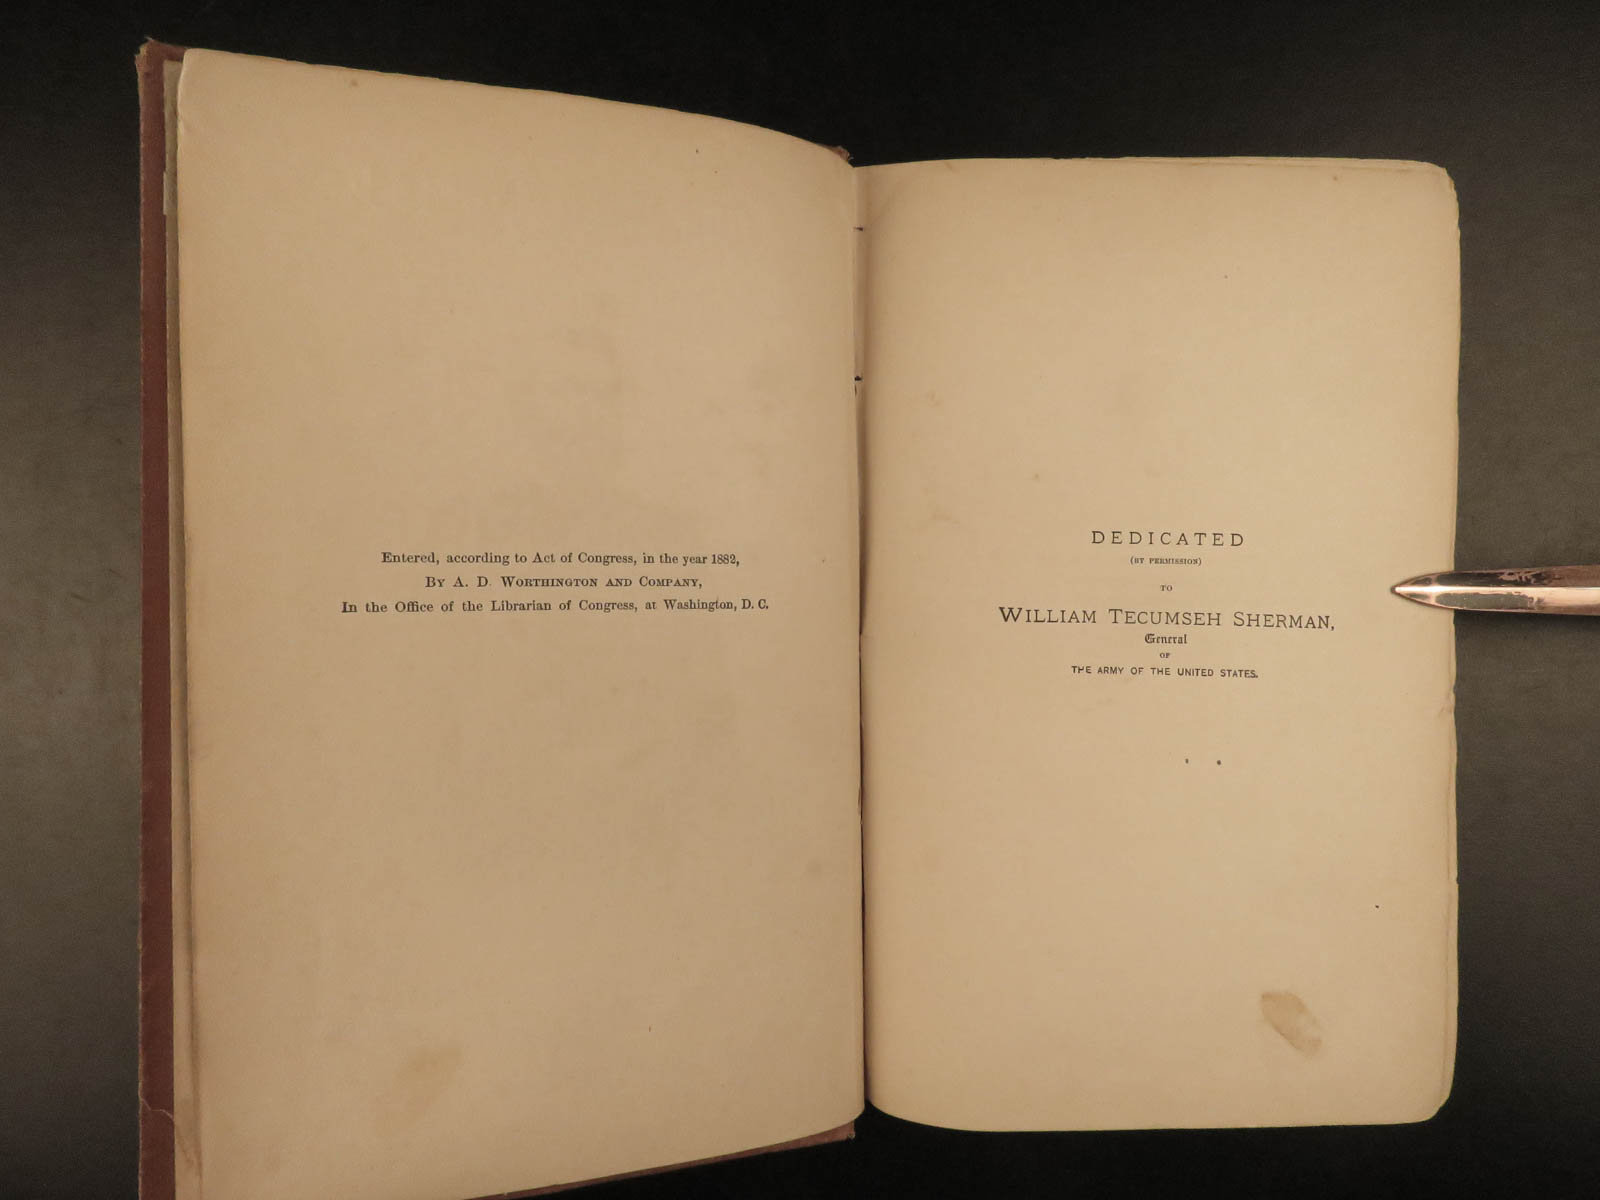 Entered, according to Act of Congress, in the year 1882,
By A. D. Worthington and Company,
In the Office of the Librarian of Congress, at Washington, D. C.
DEDICATED
(BY PERMISSION)
TO
William Tecumseh Sherman,
General
OF
THE ARMY OF THE UNITED STATES.